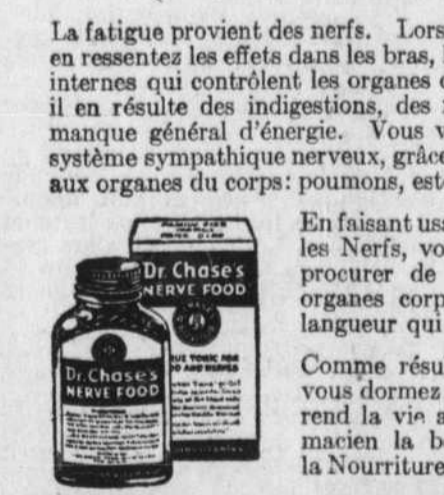 La fatigue provient des nerfs. Lors
en ressentez les effets dans les bras,
internes qui contrôlent les organes
il en résulte des indigestions, des
manque général d'énergie. Vous
système sympathique nerveux, grâce
aux organes du corps: poumons, est
En faisant usa
les Nerfs, vo
procurer de
organes corp
langueur qui
Comme résu
vous dormez
rend la vie a
macien la b
la Nourriture
Dr. Chase's
NERVE FOOD
Dr. Chase's
NERVE FOOD